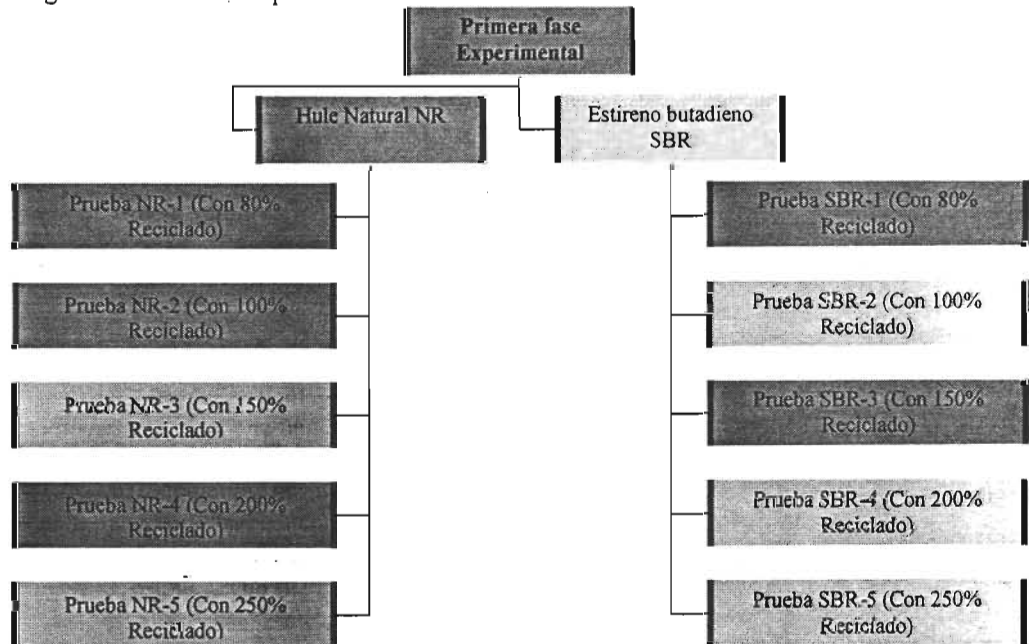 Primera fase
Experimental
Hule Natural NR
Estireno butadieno
SBR
Prueba NR-1 (Con 80%
Reciclado)
Prueba NR-2 (Con 100%
Reciclado)
Prueba NR-3 (Con 150%
Reciclado)
Prueba NR-4 (Con 200%
Reciclado)
Prueba NR-5 (Con 250%
Reciclado)
Prueba SBR-1 (Con 80%
Reciclado)
Prueba SBR-2 (Con 100%
Reciclado)
Prueba SBR-3 (Con 150%
Reciclado)
Prueba SBR-4 (Con 200%
Reciclado)
Prueba SBR-5 (Con 250%
Reciclado)